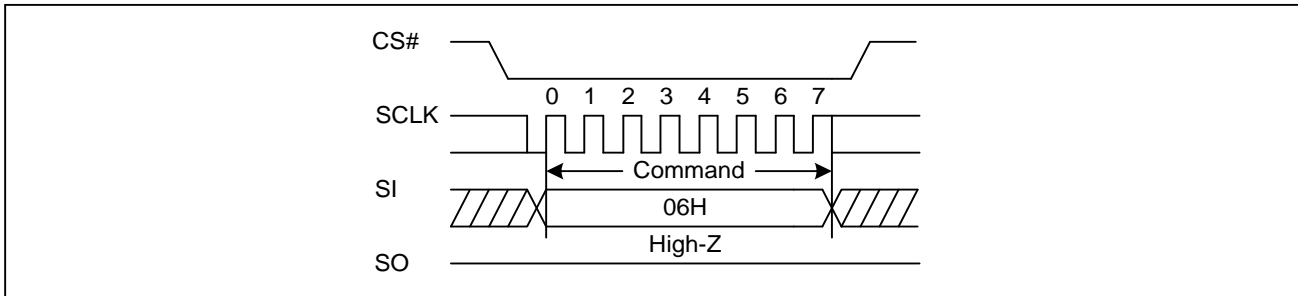 CS#
0 1 2 3 4 5 6 7
SCLK
Command
SI
06H
High-Z
SO